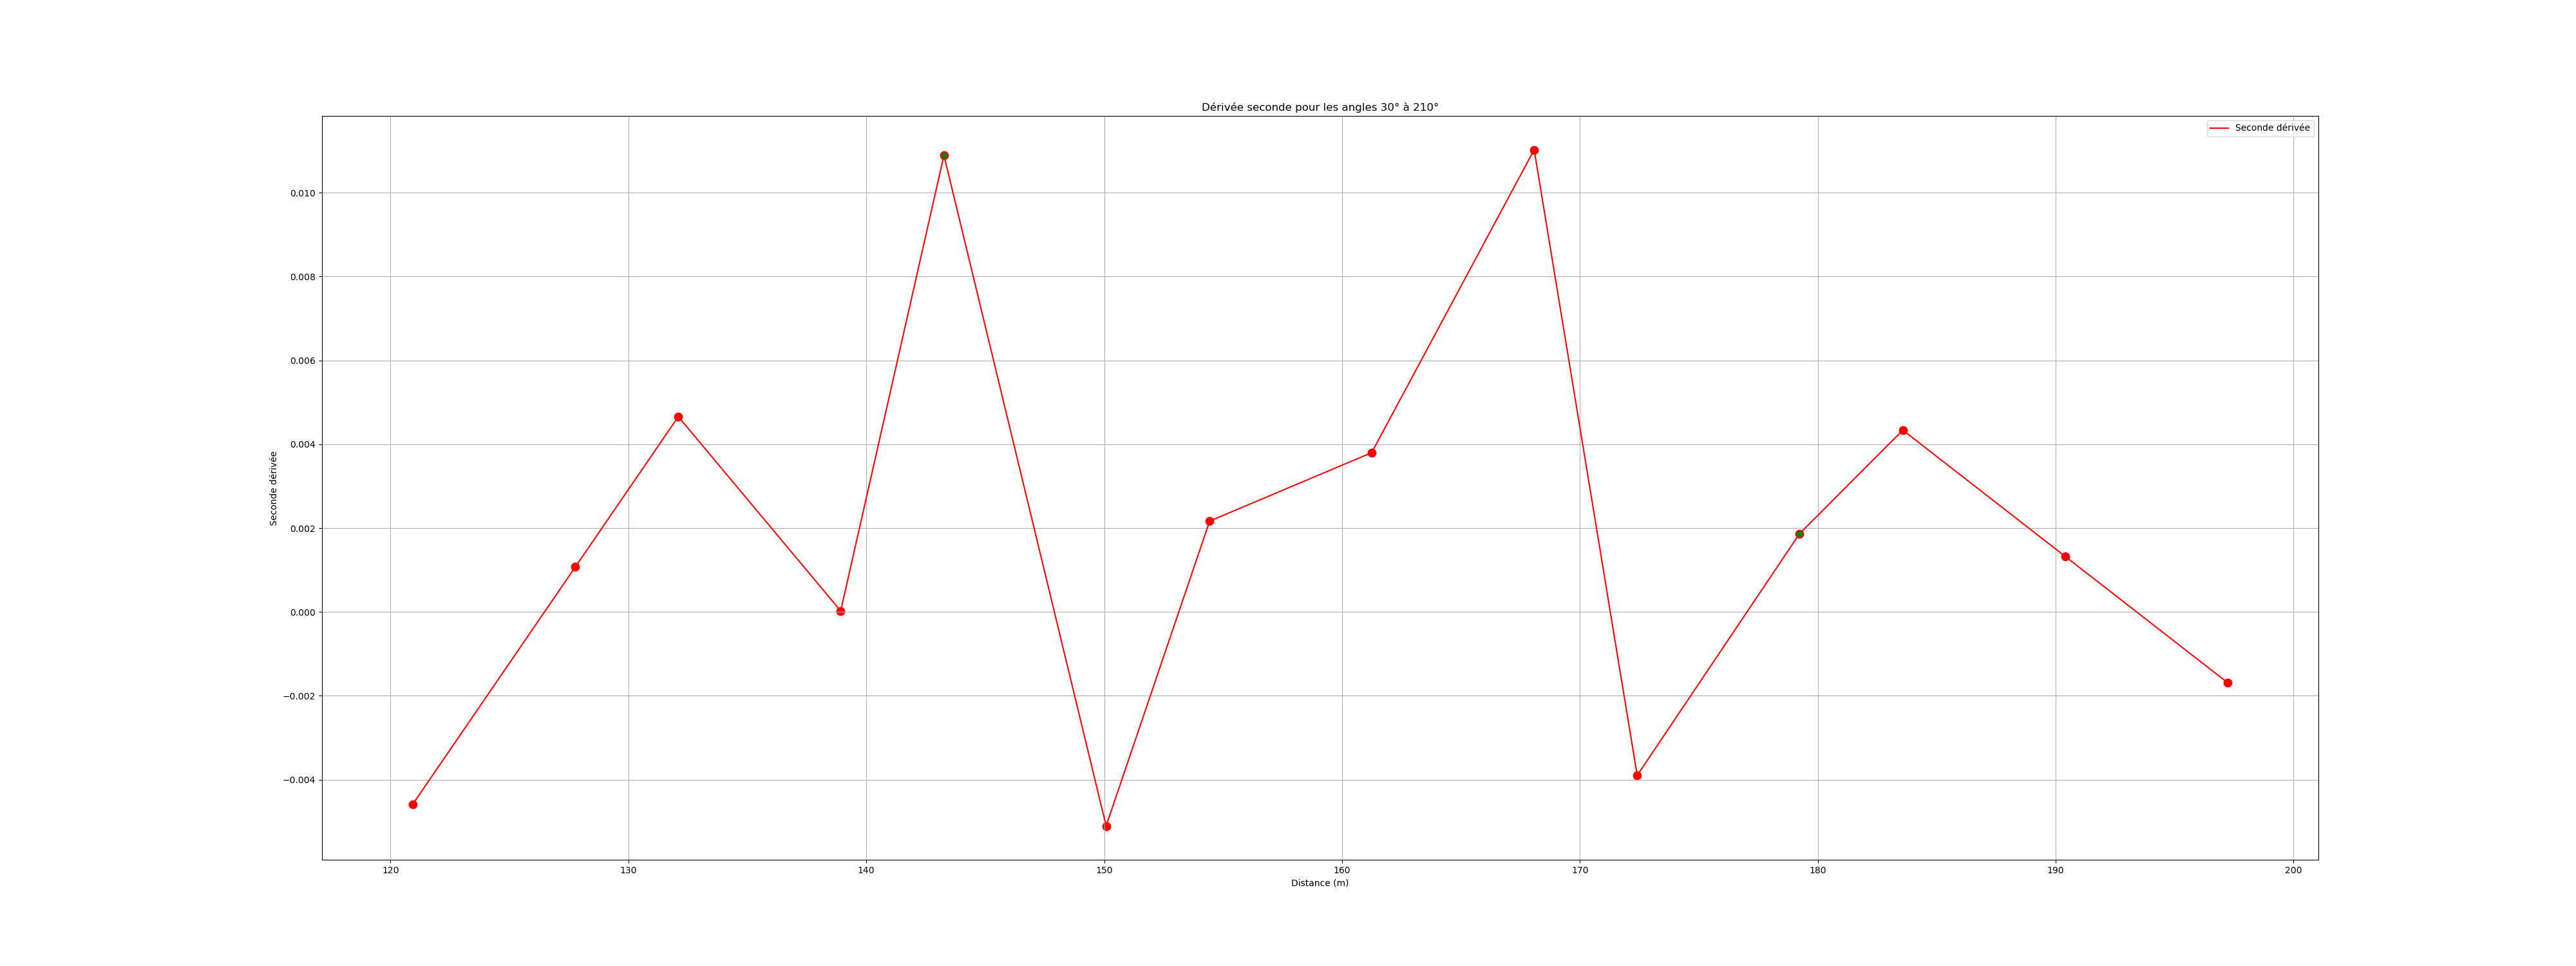 Dérivée seconde pour les angles 30° à 210°
Seconde dérivée
0.010
0.008
0.006
0.004
0.002
0.000
−0.002
−0.004
Seconde dérivée
120 130 140 150 160 170 180 190 200
Distance (m)